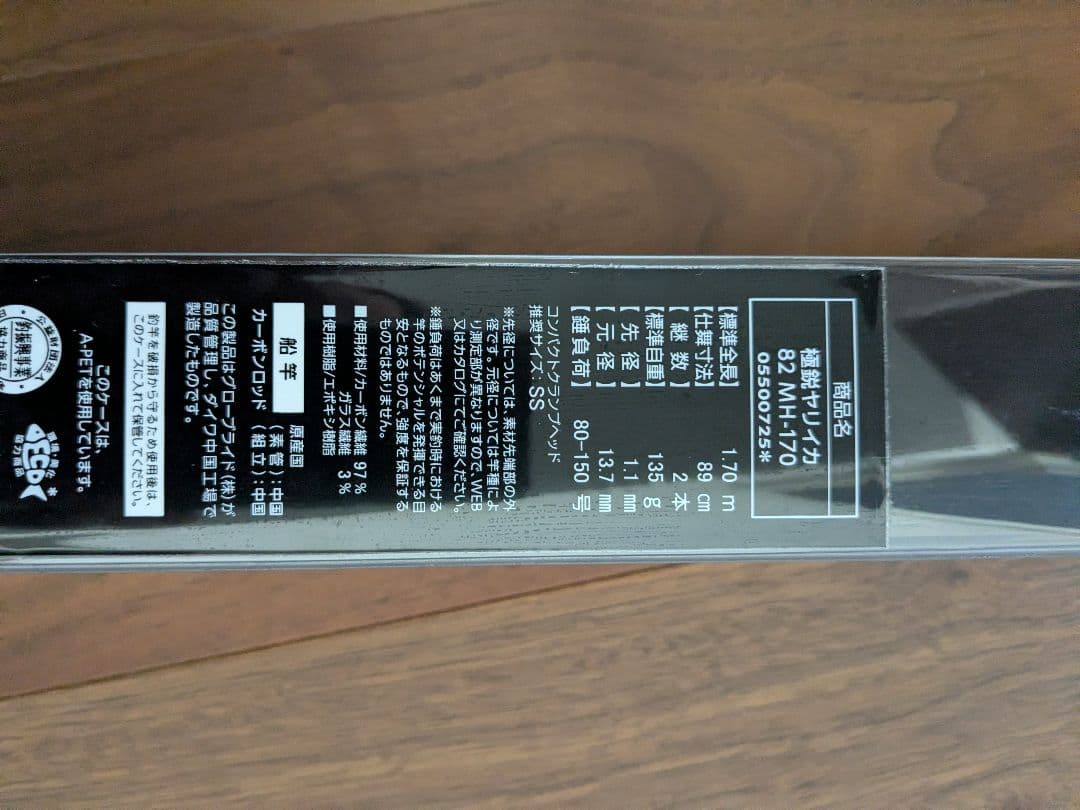 商品名
極鋭ヤリイカ
82 MH-170
05500725*
【標準全長】 1.70 m
【仕舞寸法】 89 cm
【継数】 2 本
【標準自重】 135 g
【先径】 1.1 mm
【元径】 13.7 mm
【錘負荷】 80-150 号
コンパクトクランプヘッド
推奨サイズ:SS
※先径については、素材先端部の外
径です。元径については竿種によ
り測定部が異なりますので、WEB
又はカタログにてご確認ください。
※錘負荷はあくまで実釣時における
竿のポテンシャルを発揮できる目
安となるもので、強度を保証する
ものではありません。
■使用材料/カーボン繊維 97%
ガラス繊維 3%
■使用樹脂/エポキシ樹脂
船竿
カーボンロッド
原産国
(素管):中国
(組立):中国
この製品はグローブライド(株)が
品質管理し、ダイワ中国工場で
製造したものです。
釣竿を破損から守るため使用後は、
このケースに入れて保管してください。
このケースは、
A-PETを使用しています。
釣振興業
協力商品
ECO